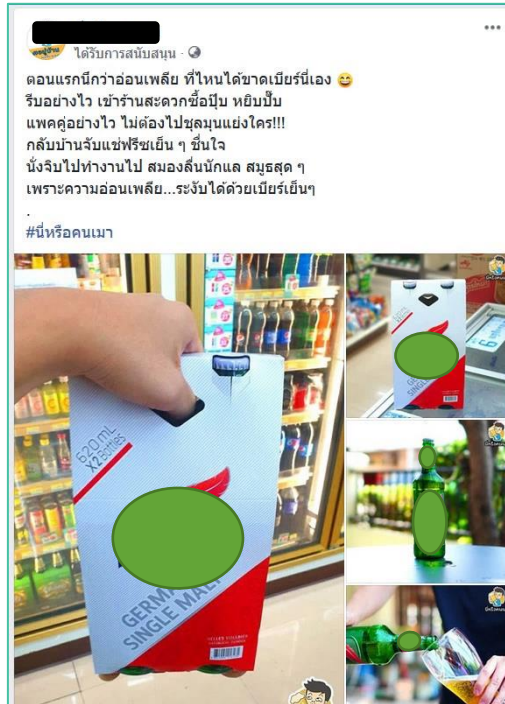 ได้รับการสนับสนุน ·
ตอนแรกนึกว่าอ่อนเพลีย ที่ไหนได้ขาดเบียร์นี่เอง 😄
รีบอย่างไว เข้าร้านสะดวกซื้อปุ๊บ หยิบปั๊บ
แพคคู่อย่างไว ไม่ต้องไปชุลมุนแย่งใคร!!!
กลับบ้านจับแช่ฟรีซเย็น ๆ ชื่นใจ
นั่งจิบไปทำงานไป สมองลื่นนักแล สมูธสุด ๆ
เพราะความอ่อนเพลีย...ระงับได้ด้วยเบียร์เย็นๆ
.
#นี่หรือคนเมา
620 mL
X2 Bottles
GERMA
SINGLE MAL